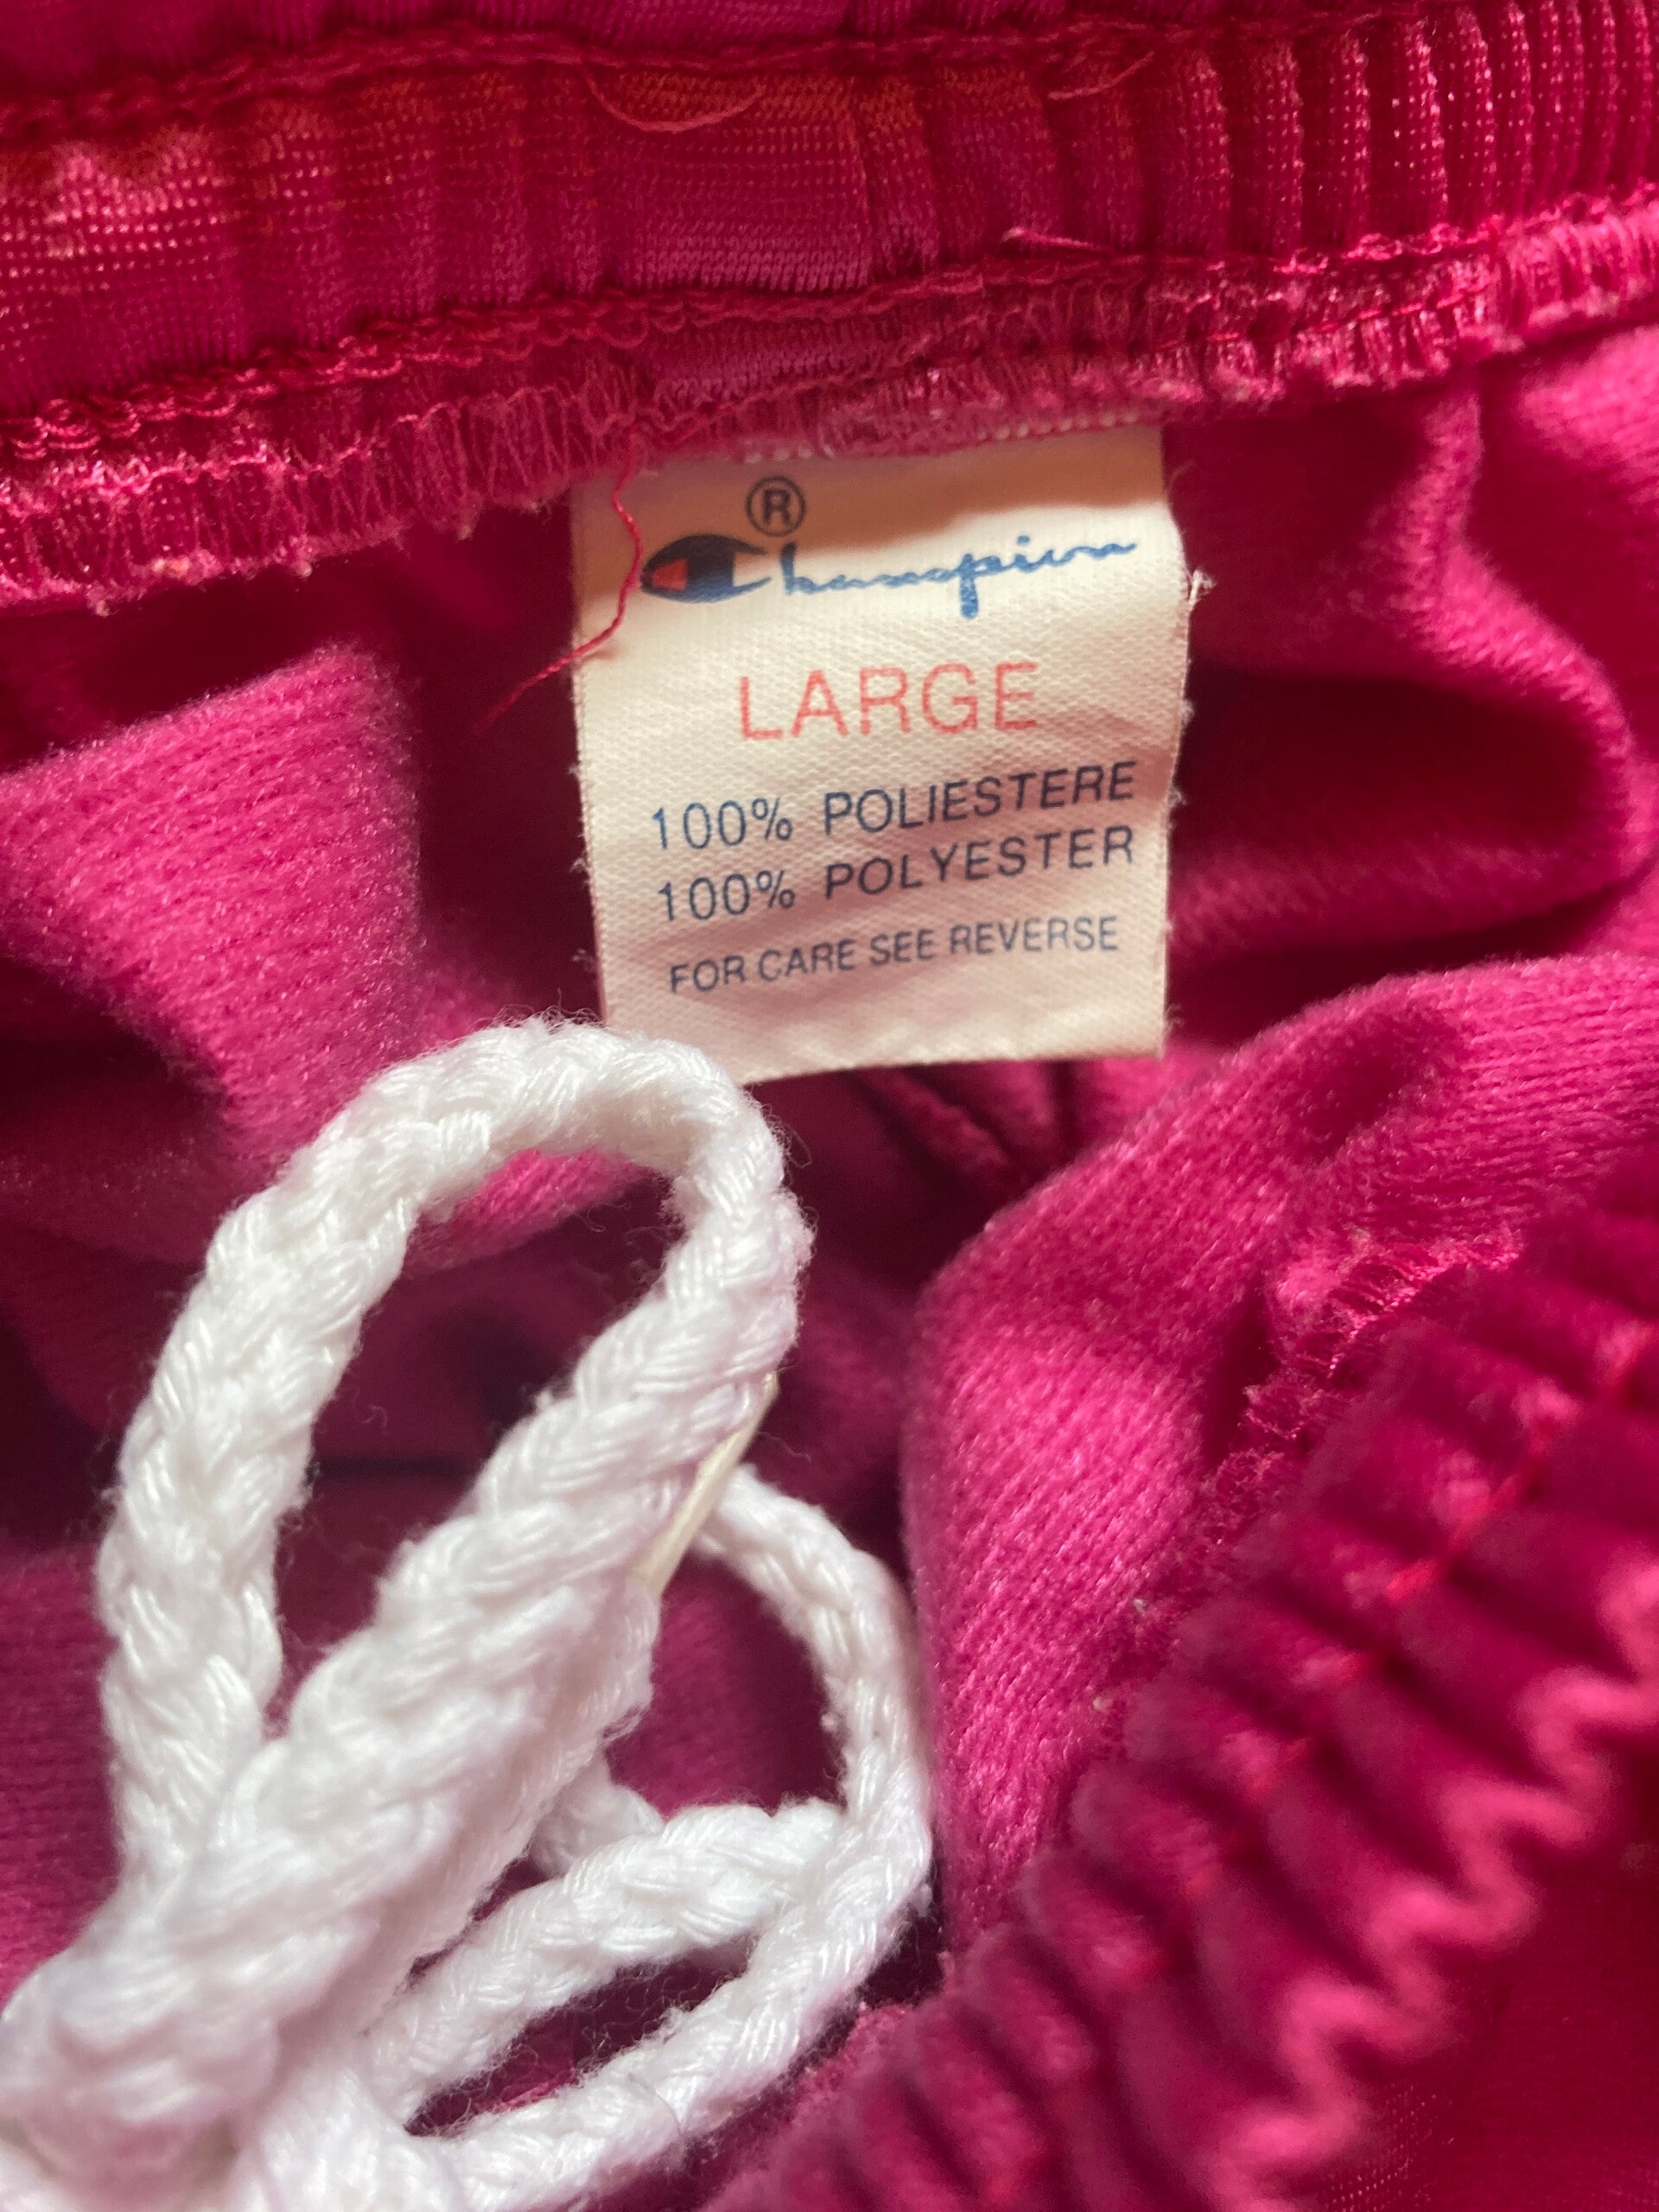 ®
Champion
LARGE
100% POLIESTERE
100% POLYESTER
FOR CARE SEE REVERSE